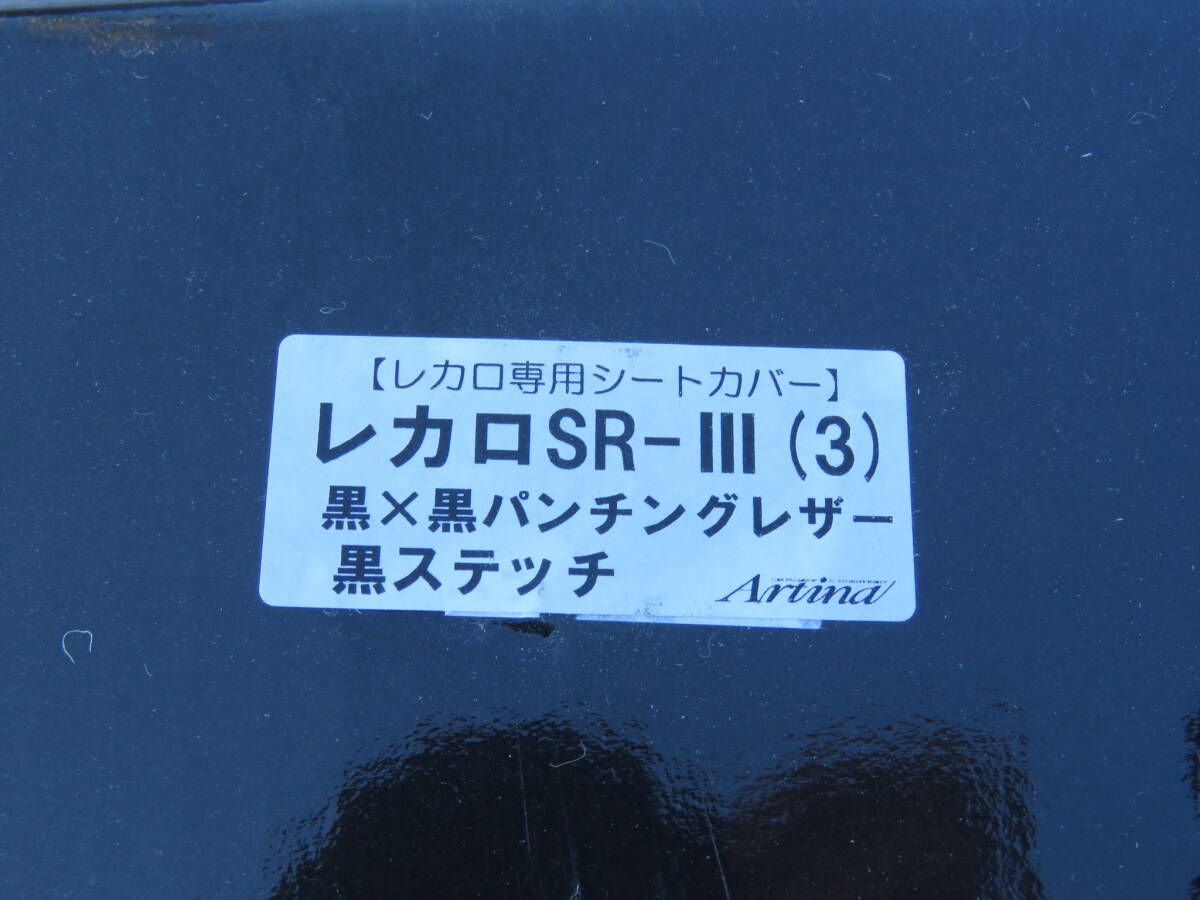 【レカロ専用シートカバー】
レカロSR-III(3)
黒×黒パンチングレザー
黒ステッチ
Artina